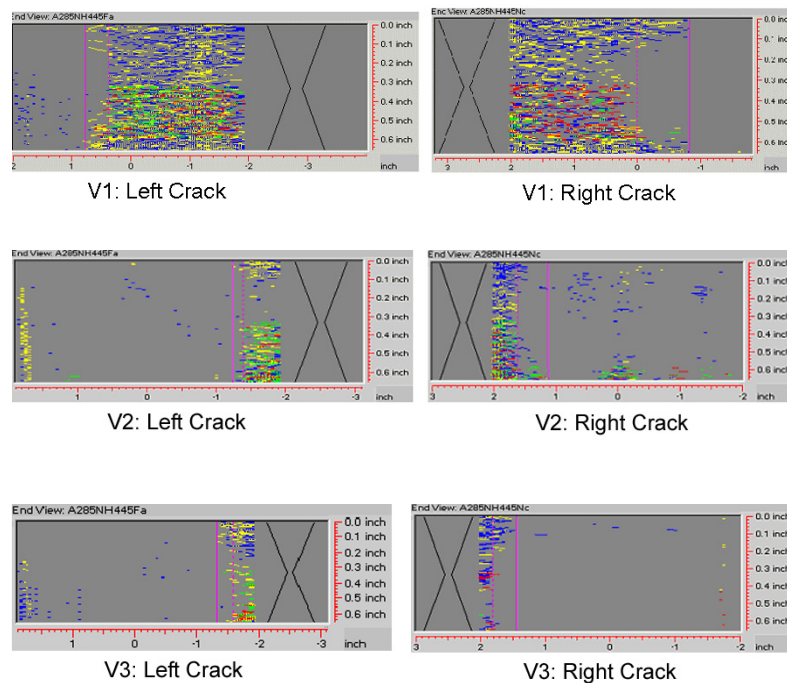 End View: A285NH445Fa
0.0 inch
0.1 inch
0.2 inch
0.3 inch
0.4 inch
0.5 inch
0.6 inch
2 1 0 -1 -2 -3 inch
V1: Left Crack
Enc View: A285NH445Nc
0.0 inch
0.1 inch
0.2 inch
0.3 inch
0.4 inch
0.5 inch
0.6 inch
3 2 1 0 -1 inch
V1: Right Crack
End View: A285NH445Fa
0.0 inch
0.1 inch
0.2 inch
0.3 inch
0.4 inch
0.5 inch
0.6 inch
1 0 -1 -2 -3 inch
V2: Left Crack
End View: A285NH445Nc
0.0 inch
0.1 inch
0.2 inch
0.3 inch
0.4 inch
0.5 inch
0.6 inch
3 2 1 0 -1 -2 inch
V2: Right Crack
End View: A285NH445Fa
0.0 inch
0.1 inch
0.2 inch
0.3 inch
0.4 inch
0.5 inch
0.6 inch
1 0 -1 -2 -3 inch
V3: Left Crack
End View: A285NH445Nc
0.0 inch
0.1 inch
0.2 inch
0.3 inch
0.4 inch
0.5 inch
0.6 inch
3 2 1 0 -1 -2 inch
V3: Right Crack